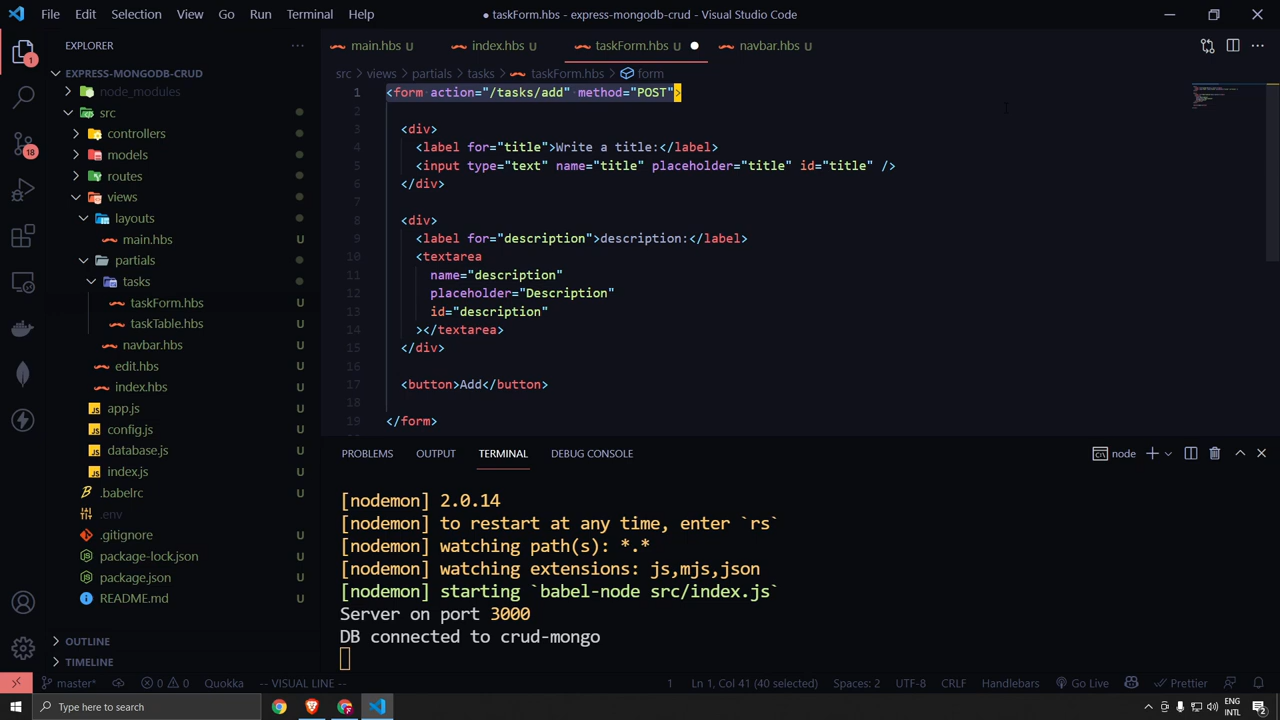 File Edit Selection View Go Run Terminal Help
● taskForm.hbs - express-mongodb-crud - Visual Studio Code
EXPLORER
main.hbs U
index.hbs U
taskForm.hbs U
navbar.hbs U
EXPRESS-MONGODB-CRUD
src > views > partials > tasks > taskForm.hbs > form
node_modules
src
controllers
models
routes
views
layouts
main.hbs U
partials
tasks
taskForm.hbs U
taskTable.hbs U
navbar.hbs U
edit.hbs U
index.hbs U
app.js U
config.js U
database.js U
index.js U
.babelrc U
.env
.gitignore U
package-lock.json U
package.json U
README.md U
OUTLINE
TIMELINE
1
18
1 <form action="/tasks/add" method="POST">
2
3 <div>
4 <label for="title">Write a title:</label>
5 <input type="text" name="title" placeholder="title" id="title" />
6 </div>
7
8 <div>
9 <label for="description">description:</label>
10 <textarea
11 name="description"
12 placeholder="Description"
13 id="description"
14 ></textarea>
15 </div>
16
17 <button>Add</button>
18
19 </form>
PROBLEMS OUTPUT TERMINAL DEBUG CONSOLE
node
[nodemon] 2.0.14
[nodemon] to restart at any time, enter `rs`
[nodemon] watching path(s): *.*
[nodemon] watching extensions: js,mjs,json
[nodemon] starting `babel-node src/index.js`
Server on port 3000
DB connected to crud-mongo
master* 0 0 Quokka -- VISUAL LINE -- 1 Ln 1, Col 41 (40 selected) Spaces: 2 UTF-8 CRLF Handlebars Go Live Prettier
Type here to search
ENG
INTL
2